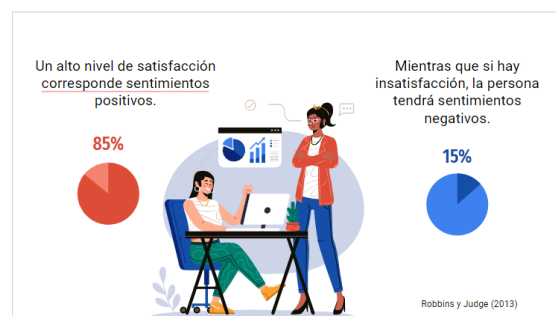 Un alto nivel de satisfacción
corresponde sentimientos
positivos.
85%
Mientras que si hay
insatisfacción, la persona
tendrá sentimientos
negativos.
15%
Robbins y Judge (2013)